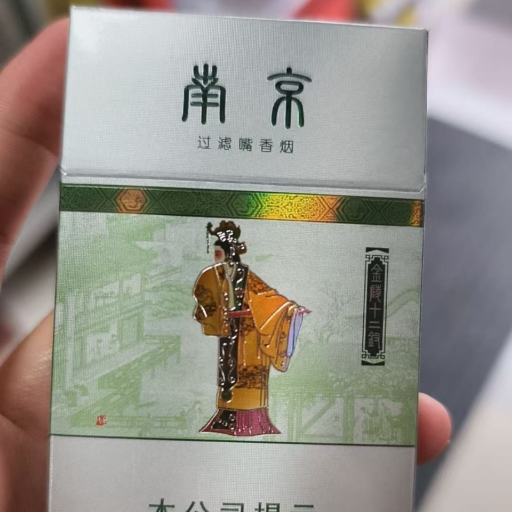 南京
过滤嘴香烟
【金陵十二钗】
本公司提示